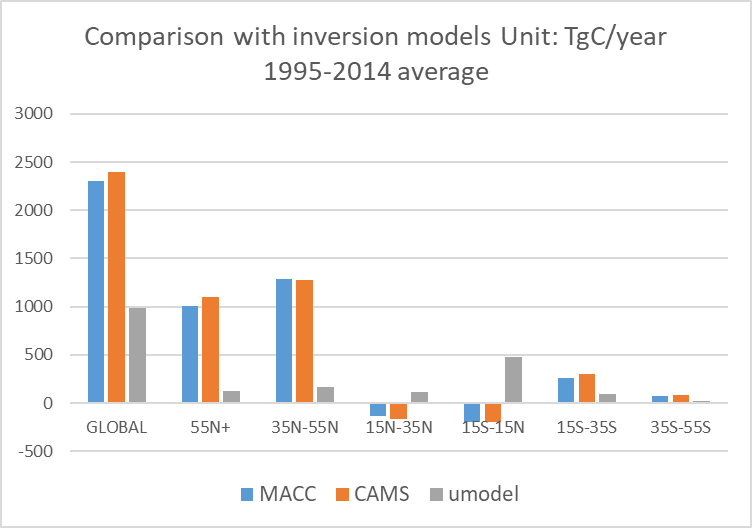 Comparison with inversion models Unit: TgC/year
1995-2014 average
3000
2500
2000
1500
1000
500
0
-500
GLOBAL 55N+ 35N-55N 15N-35N 15S-15N 15S-35S 35S-55S
MACC CAMS umodel